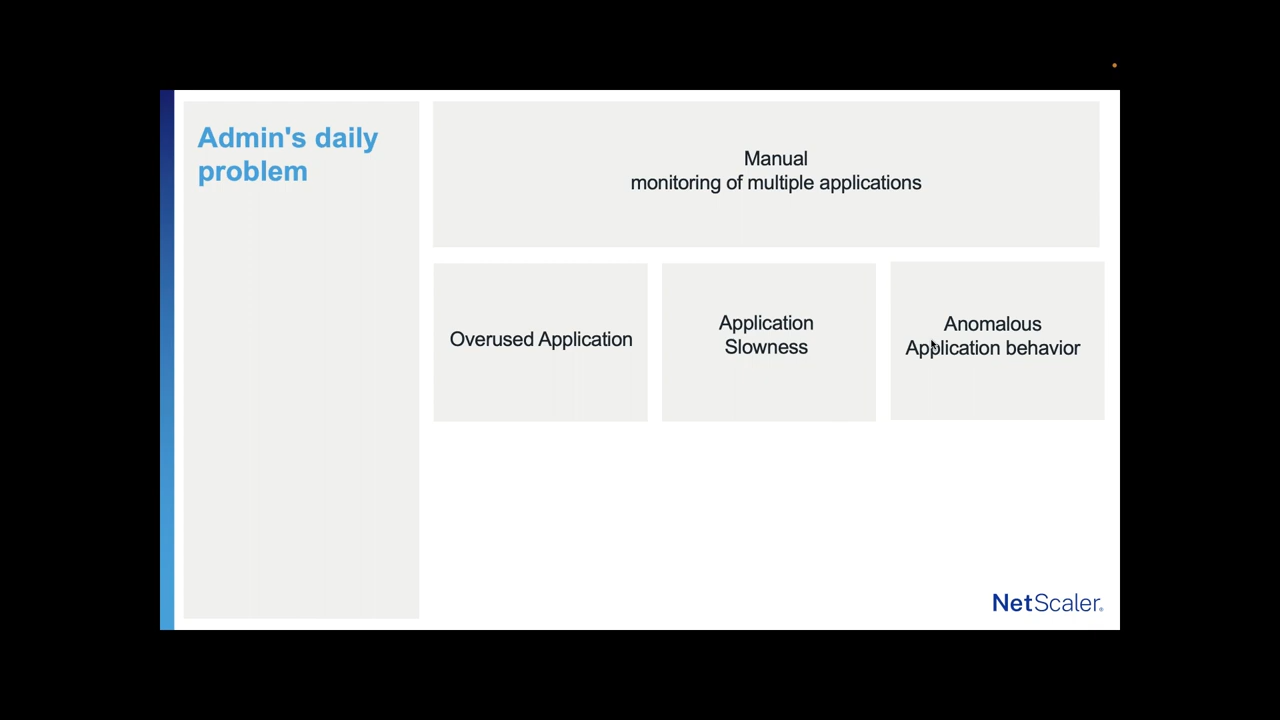 Admin's daily
problem
Manual
monitoring of multiple applications
Overused Application
Application
Slowness
Anomalous
Application behavior
NetScaler®